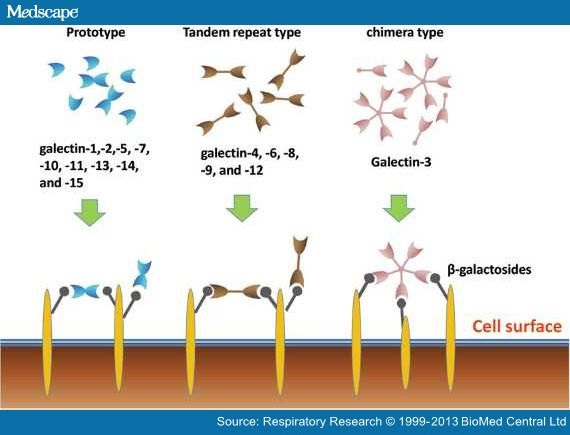 Medscape
Prototype
Tandem repeat type
chimera type
galectin-1,-2,-5, -7,
-10, -11, -13, -14,
and -15
galectin-4, -6, -8,
-9, and -12
Galectin-3
β-galactosides
Cell surface
Source: Respiratory Research © 1999-2013 BioMed Central Ltd